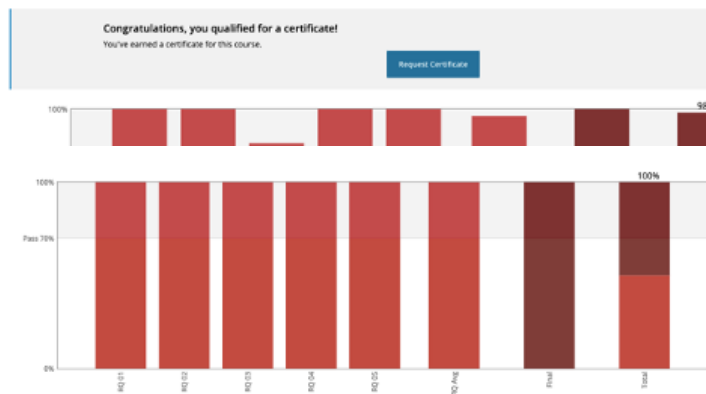 Congratulations, you qualified for a certificate!
You've earned a certificate for this course.
Request Certificate
98
100%
100%
100%
Pass 70%
0%
RQ 01
RQ 02
RQ 03
RQ 04
RQ 05
Avg
Final
Total